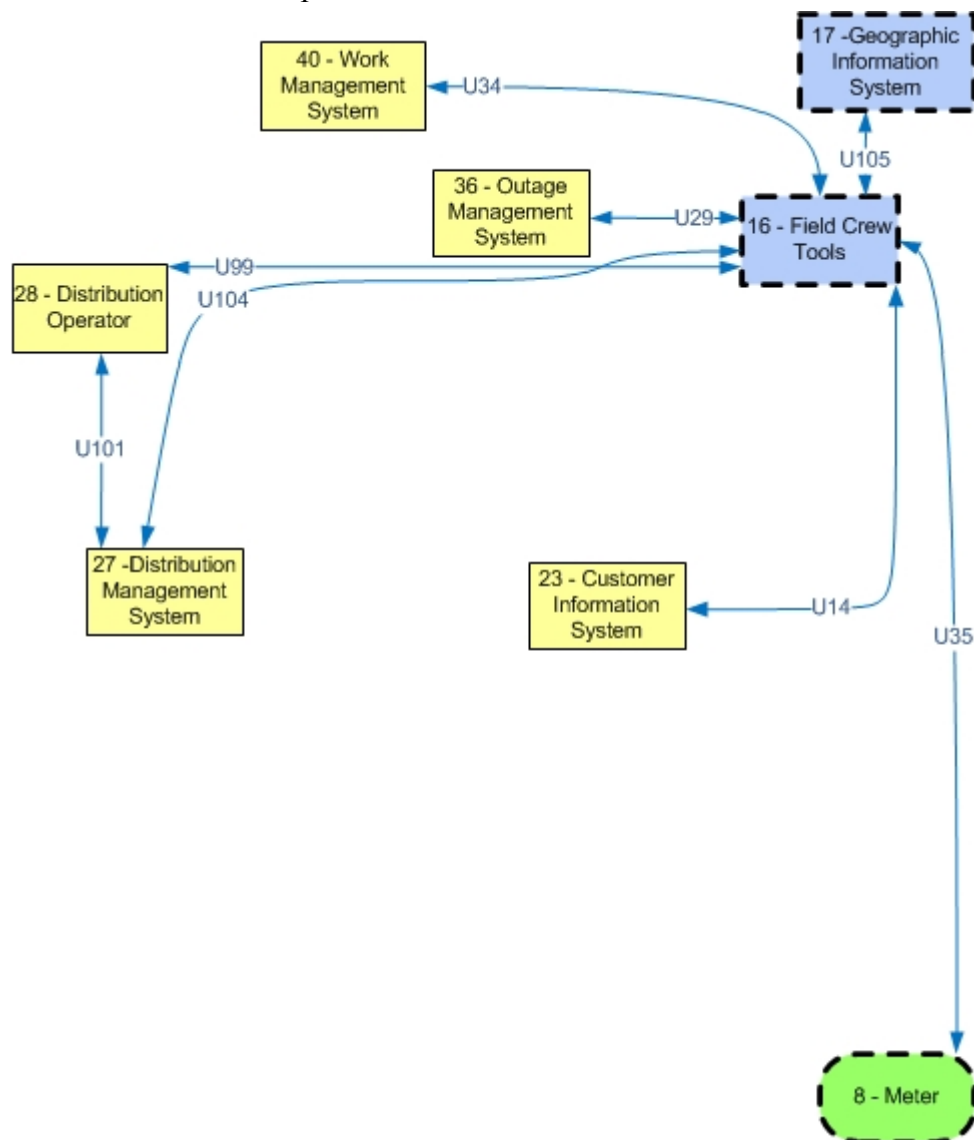 17 -Geographic
Information
System
40 - Work
Management
System
U34
U105
36 - Outage
Management
System
U29
16 - Field Crew
Tools
U99
28 - Distribution
Operator
U104
U101
27 -Distribution
Management
System
23 - Customer
Information
System
U14
U35
8 - Meter